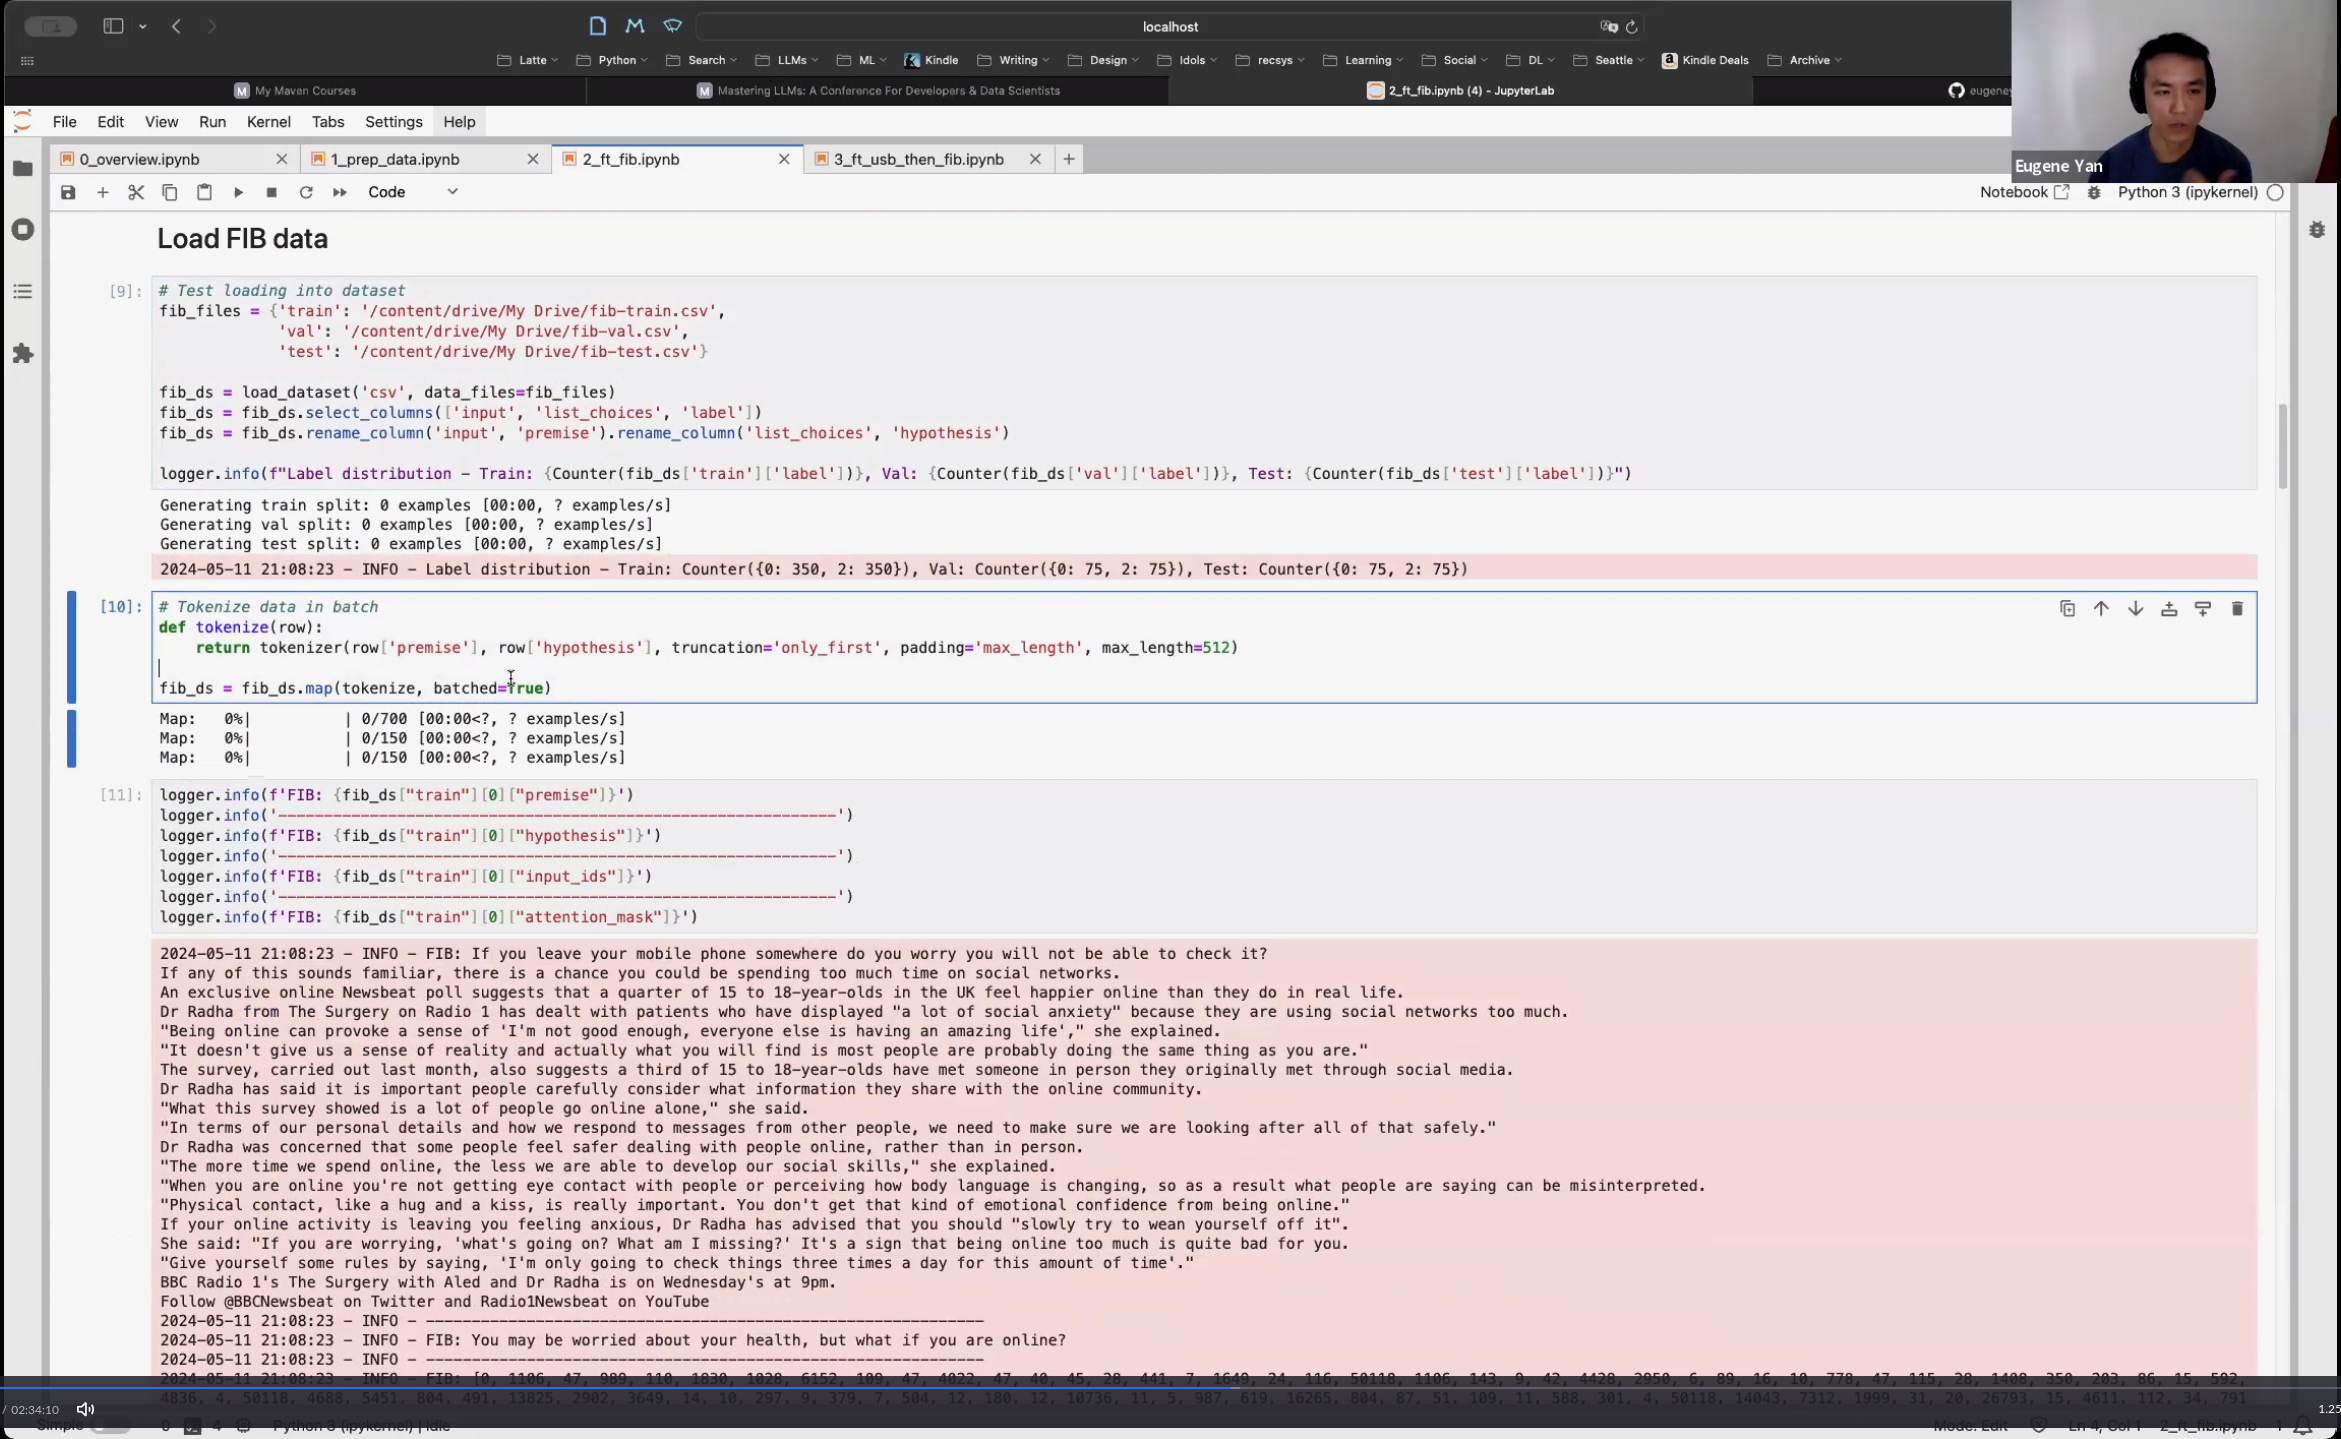 localhost
Latte
Python
Search
LLMs
ML
Kindle
Writing
Design
Idols
recsys
Learning
Social
DL
Seattle
Kindle Deals
Archive
My Maven Courses
Mastering LLMs: A Conference For Developers & Data Scientists
2_ft_fib.ipynb (4) - JupyterLab
eugeney
File Edit View Run Kernel Tabs Settings Help
Eugene Yan
0_overview.ipynb
1_prep_data.ipynb
2_ft_fib.ipynb
3_ft_usb_then_fib.ipynb
Code
Notebook
Python 3 (ipykernel)
Load FIB data
[9]:
# Test loading into dataset
fib_files = {'train': '/content/drive/My Drive/fib-train.csv',
'val': '/content/drive/My Drive/fib-val.csv',
'test': '/content/drive/My Drive/fib-test.csv'}
fib_ds = load_dataset('csv', data_files=fib_files)
fib_ds = fib_ds.select_columns(['input', 'list_choices', 'label'])
fib_ds = fib_ds.rename_column('input', 'premise').rename_column('list_choices', 'hypothesis')
logger.info(f"Label distribution - Train: {Counter(fib_ds['train']['label'])}, Val: {Counter(fib_ds['val']['label'])}, Test: {Counter(fib_ds['test']['label'])}")
Generating train split: 0 examples [00:00, ? examples/s]
Generating val split: 0 examples [00:00, ? examples/s]
Generating test split: 0 examples [00:00, ? examples/s]
2024-05-11 21:08:23 - INFO - Label distribution - Train: Counter({0: 350, 2: 350}), Val: Counter({0: 75, 2: 75}), Test: Counter({0: 75, 2: 75})
[10]:
# Tokenize data in batch
def tokenize(row):
return tokenizer(row['premise'], row['hypothesis'], truncation='only_first', padding='max_length', max_length=512)
fib_ds = fib_ds.map(tokenize, batched=True)
Map: 0%| | 0/700 [00:00<?, ? examples/s]
Map: 0%| | 0/150 [00:00<?, ? examples/s]
Map: 0%| | 0/150 [00:00<?, ? examples/s]
[11]:
logger.info(f'FIB: {fib_ds["train"][0]["premise"]}')
logger.info('-------------------------------------------------------------')
logger.info(f'FIB: {fib_ds["train"][0]["hypothesis"]}')
logger.info('-------------------------------------------------------------')
logger.info(f'FIB: {fib_ds["train"][0]["input_ids"]}')
logger.info('-------------------------------------------------------------')
logger.info(f'FIB: {fib_ds["train"][0]["attention_mask"]}')
2024-05-11 21:08:23 - INFO - FIB: If you leave your mobile phone somewhere do you worry you will not be able to check it?
If any of this sounds familiar, there is a chance you could be spending too much time on social networks.
An exclusive online Newsbeat poll suggests that a quarter of 15 to 18-year-olds in the UK feel happier online than they do in real life.
Dr Radha from The Surgery on Radio 1 has dealt with patients who have displayed "a lot of social anxiety" because they are using social networks too much.
"Being online can provoke a sense of 'I'm not good enough, everyone else is having an amazing life'," she explained.
"It doesn't give us a sense of reality and actually what you will find is most people are probably doing the same thing as you are."
The survey, carried out last month, also suggests a third of 15 to 18-year-olds have met someone in person they originally met through social media.
Dr Radha has said it is important people carefully consider what information they share with the online community.
"What this survey showed is a lot of people go online alone," she said.
"In terms of our personal details and how we respond to messages from other people, we need to make sure we are looking after all of that safely."
Dr Radha was concerned that some people feel safer dealing with people online, rather than in person.
"The more time we spend online, the less we are able to develop our social skills," she explained.
"When you are online you're not getting eye contact with people or perceiving how body language is changing, so as a result what people are saying can be misinterpreted.
"Physical contact, like a hug and a kiss, is really important. You don't get that kind of emotional confidence from being online."
If your online activity is leaving you feeling anxious, Dr Radha has advised that you should "slowly try to wean yourself off it".
She said: "If you are worrying, 'what's going on? What am I missing?' It's a sign that being online too much is quite bad for you.
"Give yourself some rules by saying, 'I'm only going to check things three times a day for this amount of time'."
BBC Radio 1's The Surgery with Aled and Dr Radha is on Wednesday's at 9pm.
Follow @BBCNewsbeat on Twitter and Radio1Newsbeat on YouTube
2024-05-11 21:08:23 - INFO - -------------------------------------------------------------
2024-05-11 21:08:23 - INFO - FIB: You may be worried about your health, but what if you are online?
2024-05-11 21:08:23 - INFO - -------------------------------------------------------------
2024-05-11 21:08:23 - INFO - FIB: [0, 1106, 47, 989, 110, 1830, 1028, 6152, 109, 47, 4022, 47, 40, 45, 28, 441, 7, 1649, 24, 116, 50118, 1106, 143, 9, 42, 4428, 2950, 6, 89, 16, 10, 778, 47, 115, 28, 1408, 350, 203, 86, 15, 592,
4836, 4, 50118, 4688, 5451, 804, 491, 13825, 2902, 3649, 14, 10, 297, 9, 379, 7, 504, 12, 180, 12, 10736, 11, 5, 987, 619, 16265, 804, 87, 51, 109, 11, 588, 301, 4, 50118, 14043, 7312, 1999, 31, 20, 26793, 15, 4611, 112, 34, 791
/ 02:34:10
1.25
Simple
0
4
Python 3 (ipykernel) | Idle
Mode: Edit
Ln 4, Col 1
2_ft_fib.ipynb
1